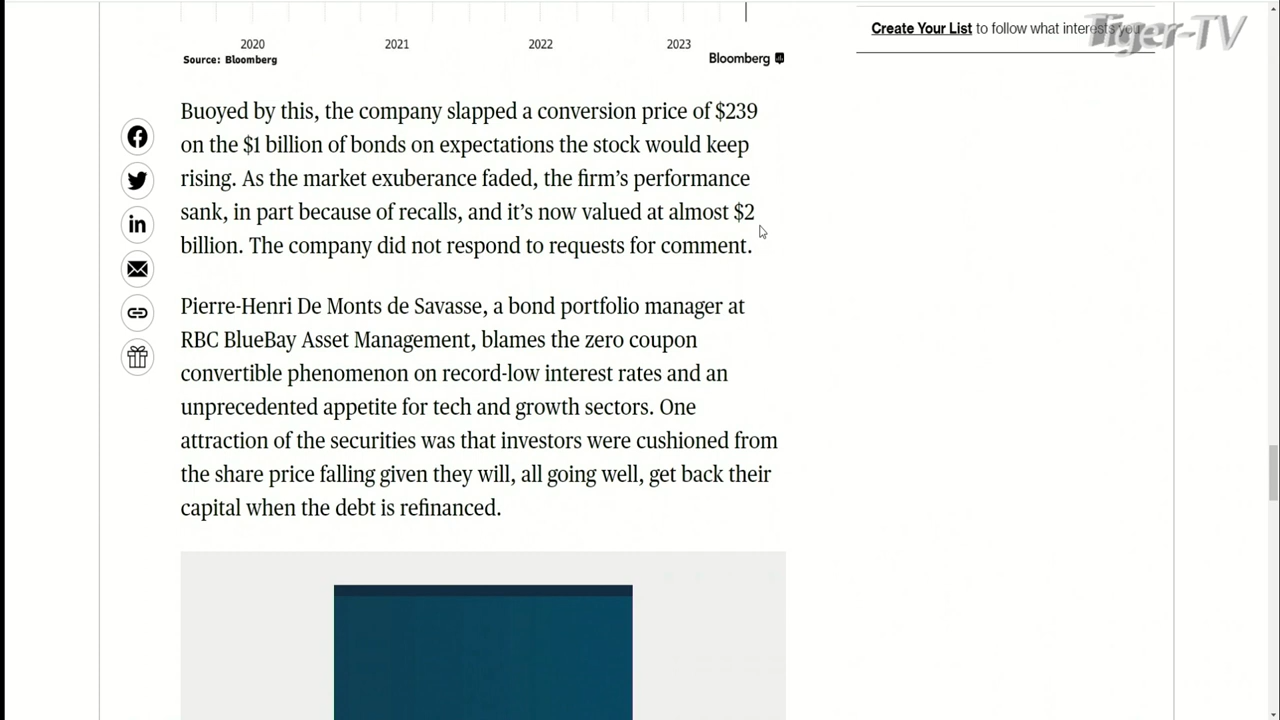 2020 2021 2022 2023
Source: Bloomberg
Bloomberg
Create Your List to follow what interests you
Tiger-TV
Buoyed by this, the company slapped a conversion price of $239
on the $1 billion of bonds on expectations the stock would keep
rising. As the market exuberance faded, the firm’s performance
sank, in part because of recalls, and it’s now valued at almost $2
billion. The company did not respond to requests for comment.
Pierre-Henri De Monts de Savasse, a bond portfolio manager at
RBC BlueBay Asset Management, blames the zero coupon
convertible phenomenon on record-low interest rates and an
unprecedented appetite for tech and growth sectors. One
attraction of the securities was that investors were cushioned from
the share price falling given they will, all going well, get back their
capital when the debt is refinanced.